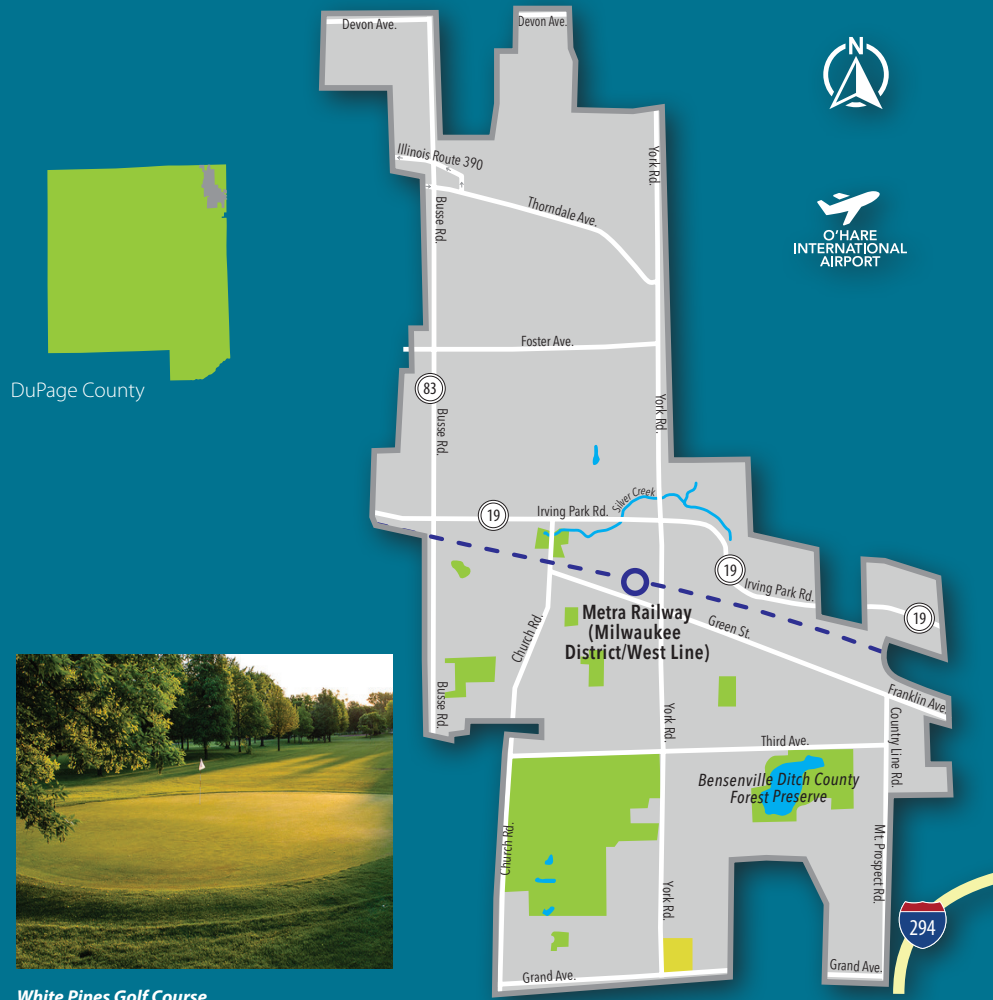 Devon Ave.
Devon Ave.
N
Illinois Route 390
York Rd.
Busse Rd.
Thorndale Ave.
O'HARE
INTERNATIONAL
AIRPORT
Foster Ave.
DuPage County
83
Busse Rd.
York Rd.
Silver Creek
19
Irving Park Rd.
19
Irving Park Rd.
19
Metra Railway
(Milwaukee
District/West Line)
Church Rd.
Green St.
Franklin Ave.
Busse Rd.
York Rd.
Country Line Rd.
Third Ave.
Bensenville Ditch County
Forest Preserve
Church Rd.
Mt. Prospect Rd.
York Rd.
294
Grand Ave.
Grand Ave.
White Pines Golf Course